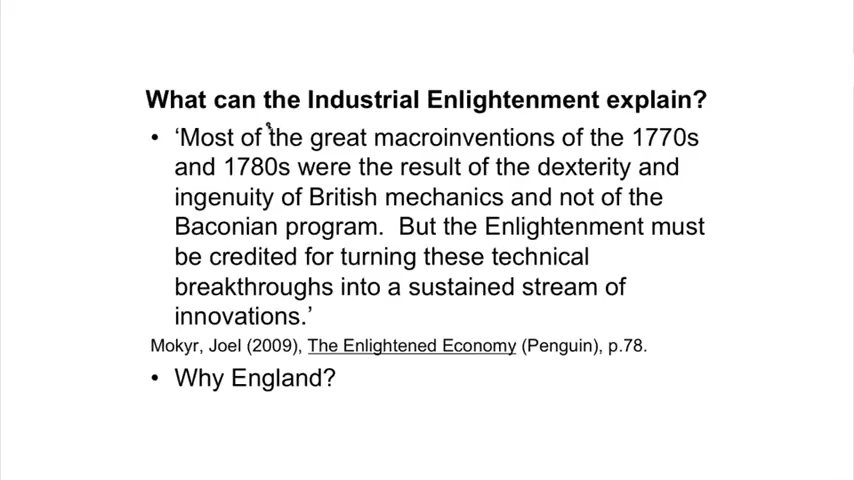 What can the Industrial Enlightenment explain?
• ‘Most of the great macroinventions of the 1770s
and 1780s were the result of the dexterity and
ingenuity of British mechanics and not of the
Baconian program.  But the Enlightenment must
be credited for turning these technical
breakthroughs into a sustained stream of
innovations.’
Mokyr, Joel (2009), The Enlightened Economy (Penguin), p.78.
• Why England?